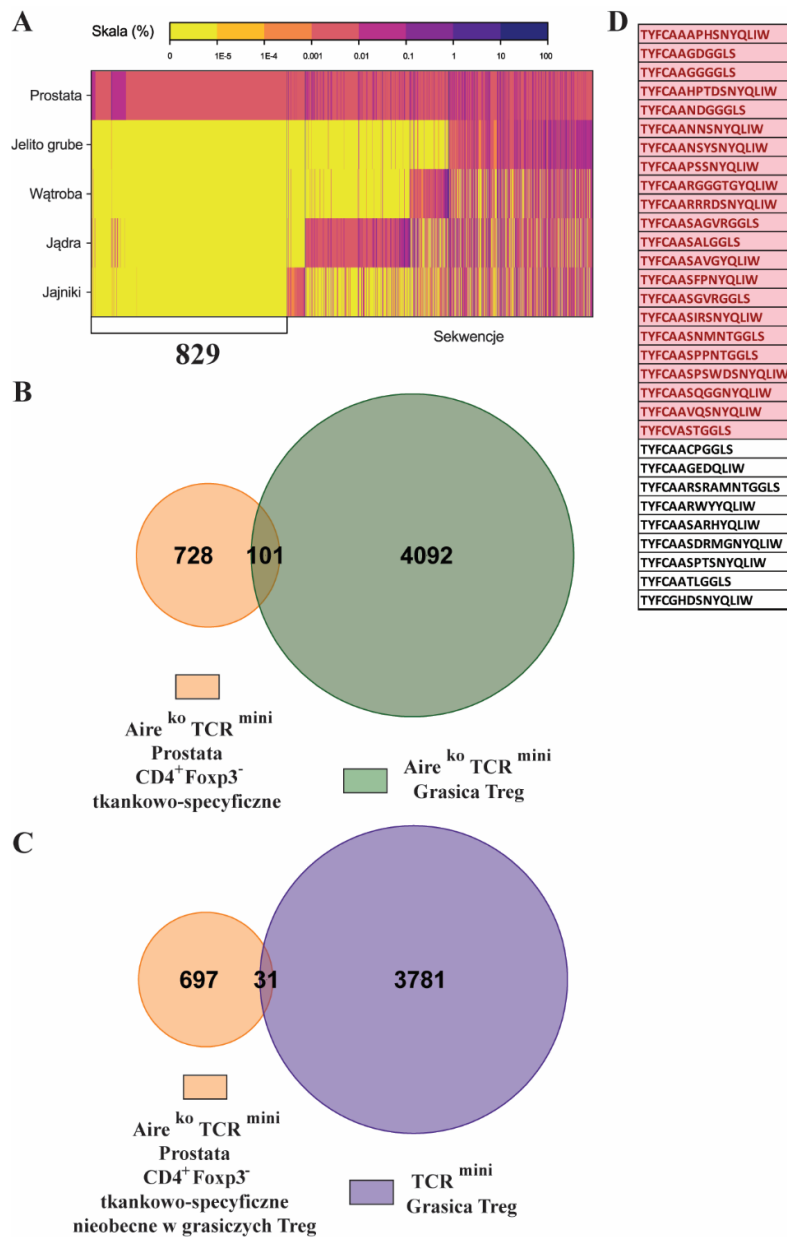 A
Skala (%)
0 1E-5 1E-4 0.001 0.01 0.1 1 10 100
Prostata
Jelito grube
Wątroba
Jądra
Jajniki
829
Sekwencje
B
728 101 4092
Aire ko TCR mini
Prostata
CD4+Foxp3-
tkankowo-specyficzne
Aire ko TCR mini
Grasica Treg
C
697 31 3781
Aire ko TCR mini
Prostata
CD4+Foxp3-
tkankowo-specyficzne
nieobecne w grasiczych Treg
TCR mini
Grasica Treg
D
TYFCAAAPHSNYQLIW
TYFCAAGDGGLS
TYFCAAGGGGLS
TYFCAAHPTDSNYQLIW
TYFCAANDGGGLS
TYFCAANNSNYQLIW
TYFCAANSYSNYQLIW
TYFCAAPSSNYQLIW
TYFCAARGGGTGYQLIW
TYFCAARRRDSNYQLIW
TYFCAASAGVRGGLS
TYFCAASALGGLS
TYFCAASAVGYQLIW
TYFCAASFPNYQLIW
TYFCAASGVRGGLS
TYFCAASIRSNYQLIW
TYFCAASNMNTGGLS
TYFCAASPPNTGGLS
TYFCAASPSWDSNYQLIW
TYFCAASQGGNYQLIW
TYFCAAVQSNYQLIW
TYFCVASTGGLS
TYFCAACPGGLS
TYFCAAGEDQLIW
TYFCAARSRAMNTGGLS
TYFCAARWYYQLIW
TYFCAASARHYQLIW
TYFCAASDRMGNYQLIW
TYFCAASPTSNYQLIW
TYFCAATLGGLS
TYFCGHDSNYQLIW